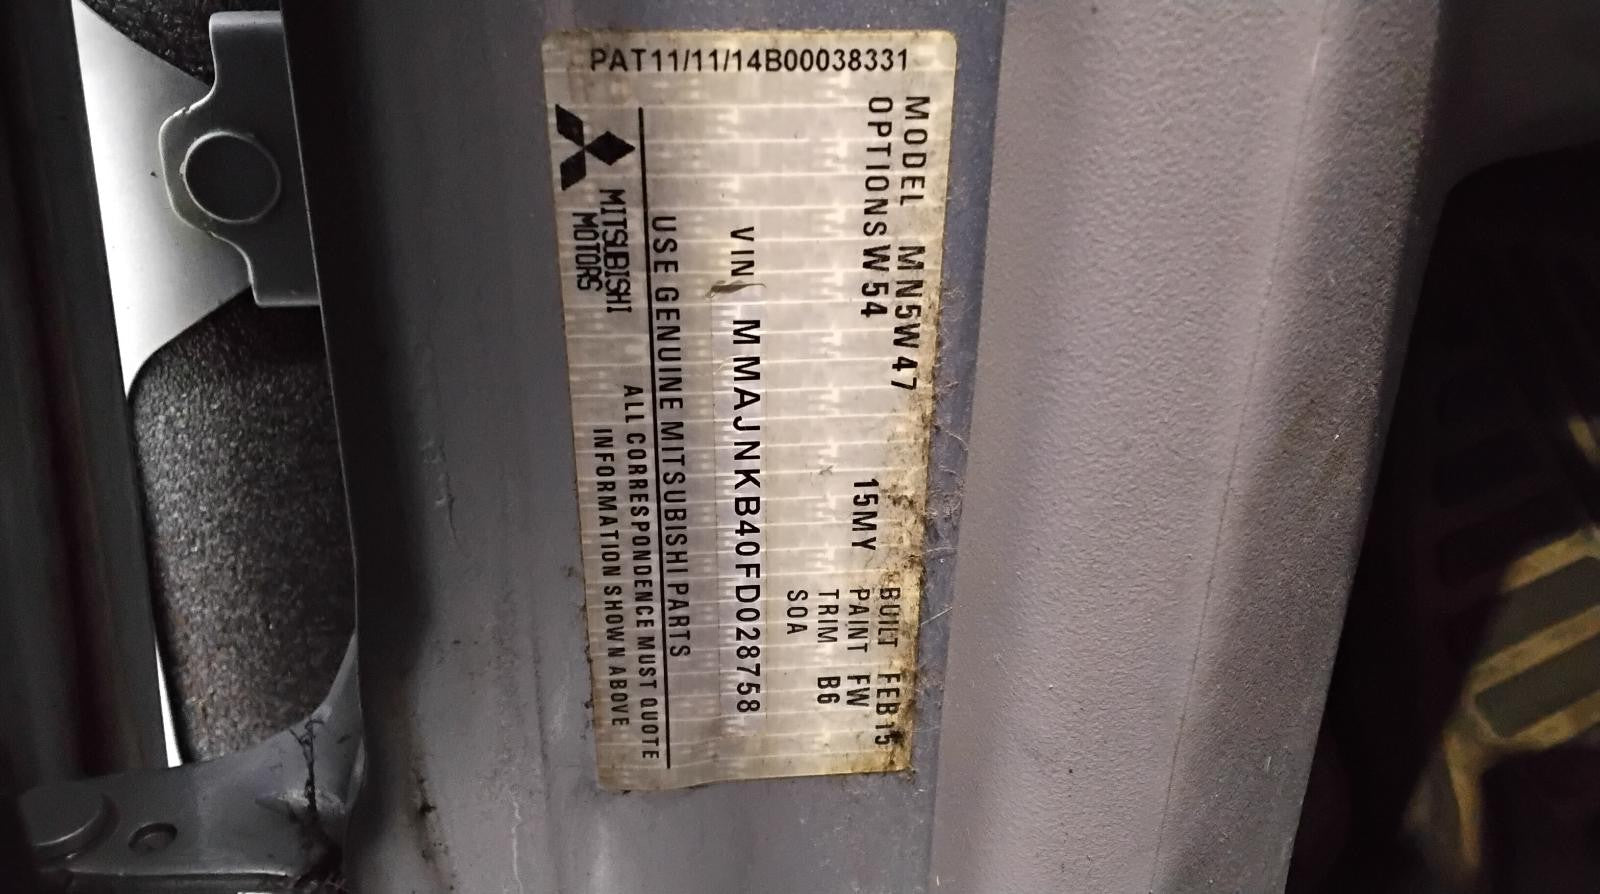 PAT11/11/14B00038331
MODEL MN5W47
OPTIONS W54
15MY
BUILT FEB15
PAINT FW
TRIM B6
SOA
VIN MMAJNKB40FD028758
USE GENUINE MITSUBISHI PARTS
MITSUBISHI
MOTORS
ALL CORRESPONDENCE MUST QUOTE
INFORMATION SHOWN ABOVE